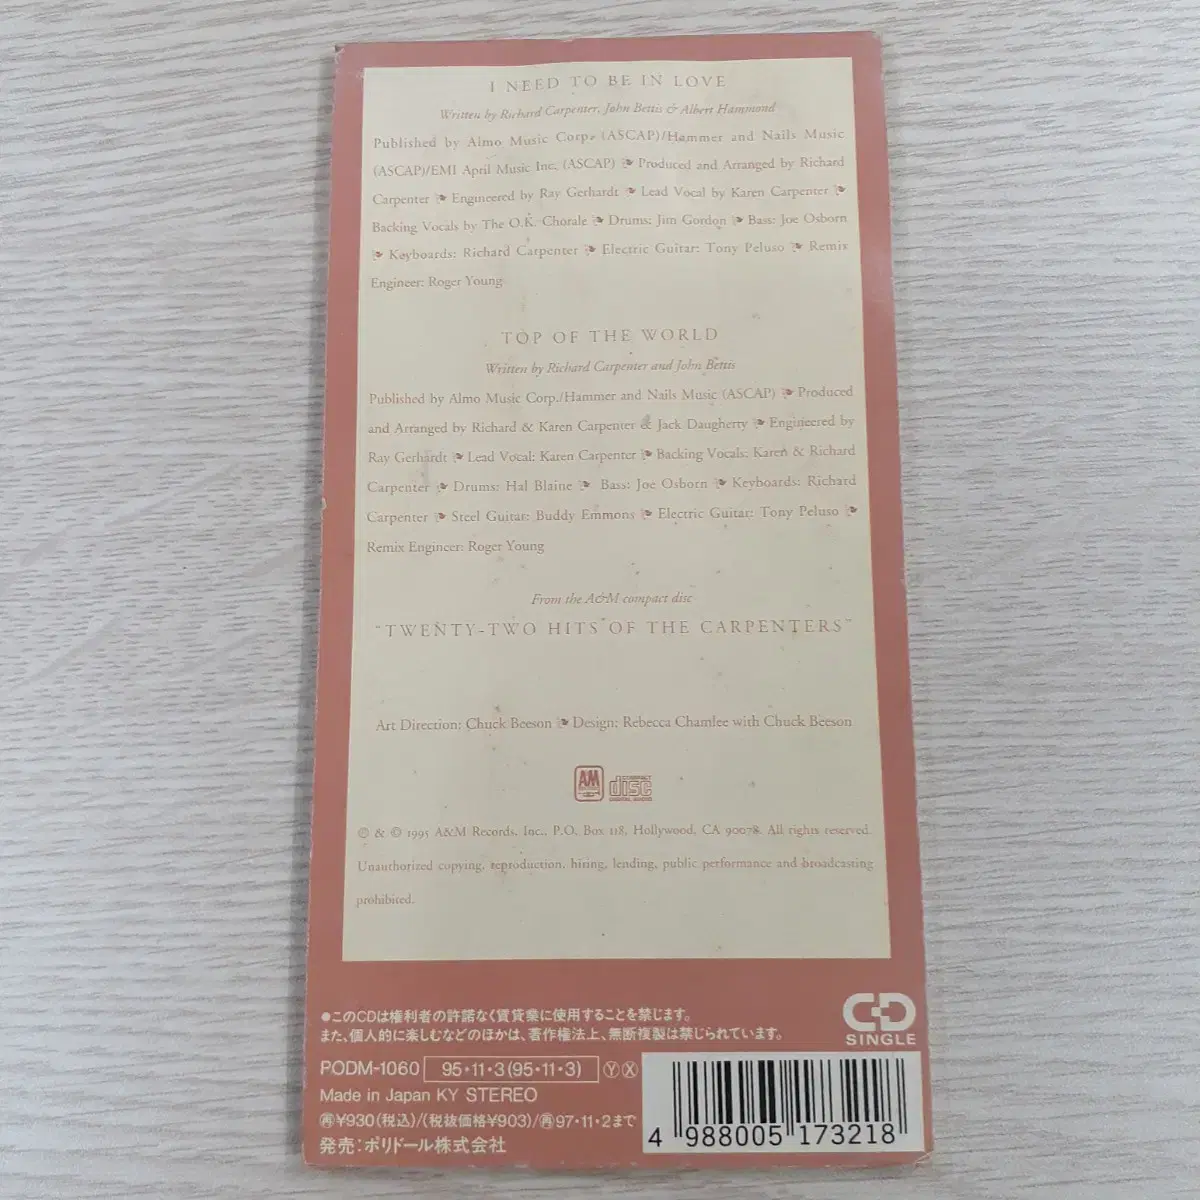 I NEED TO BE IN LOVE
Written by Richard Carpenter, John Bettis & Albert Hammond
Published by Almo Music Corp. (ASCAP)/Hammer and Nails Music
(ASCAP)/EMI April Music Inc. (ASCAP) ❧ Produced and Arranged by Richard
Carpenter ❧ Engineered by Ray Gerhardt ❧ Lead Vocal by Karen Carpenter ❧
Backing Vocals by The O.K. Chorale ❧ Drums: Jim Gordon ❧ Bass: Joe Osborn
❧ Keyboards: Richard Carpenter ❧ Electric Guitar: Tony Peluso ❧ Remix
Engineer: Roger Young
TOP OF THE WORLD
Written by Richard Carpenter and John Bettis
Published by Almo Music Corp./Hammer and Nails Music (ASCAP) ❧ Produced
and Arranged by Richard & Karen Carpenter & Jack Daugherty ❧ Engineered by
Ray Gerhardt ❧ Lead Vocal: Karen Carpenter ❧ Backing Vocals: Karen & Richard
Carpenter ❧ Drums: Hal Blaine ❧ Bass: Joe Osborn ❧ Keyboards: Richard
Carpenter ❧ Steel Guitar: Buddy Emmons ❧ Electric Guitar: Tony Peluso ❧
Remix Engineer: Roger Young
From the A&M compact disc
"TWENTY-TWO HITS OF THE CARPENTERS"
Art Direction: Chuck Beeson ❧ Design: Rebecca Chamlee with Chuck Beeson
AM
COMPACT
disc
DIGITAL AUDIO
℗ & © 1995 A&M Records, Inc., P.O. Box 118, Hollywood, CA 90078. All rights reserved.
Unauthorized copying, reproduction, hiring, lending, public performance and broadcasting
prohibited.
●このCDは権利者の許諾なく賃貸業に使用することを禁じます。
また、個人的に楽しむなどのほかは、著作権法上、無断複製は禁じられています。
CD
SINGLE
PODM-1060 95・11・3(95・11・3) Ⓨ Ⓧ
Made in Japan KY STEREO
㊢¥930(税込)/(税抜価格¥903)/㊢97・11・2まで
発売：ポリドール株式会社
4 988005 173218